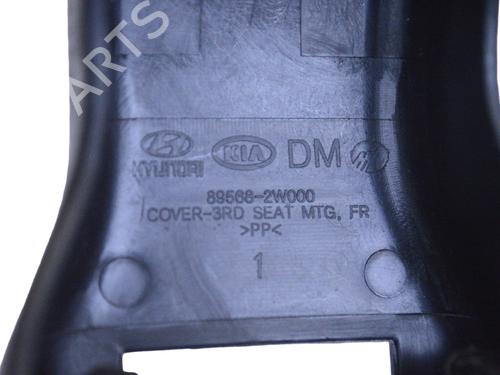 ARTS
HYUNDAI KIA DM
89568-2W000
COVER-3RD SEAT MTG, FR
>PP<
1